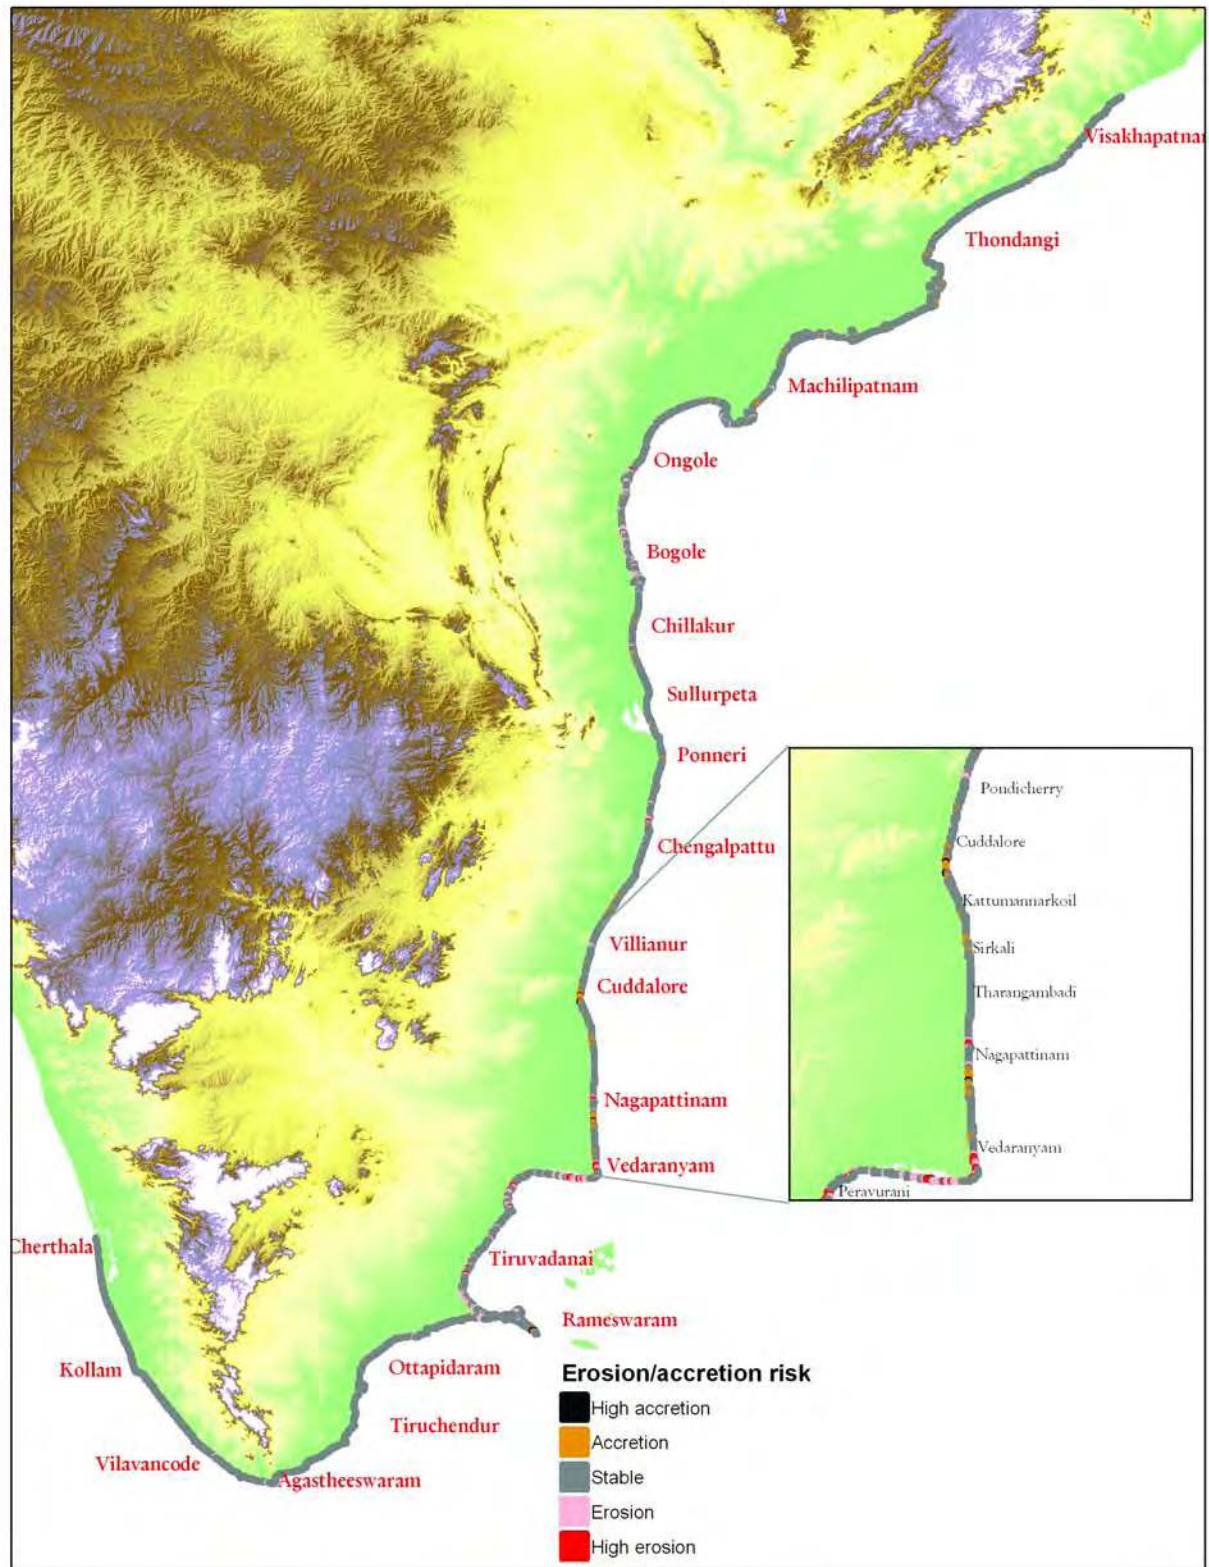 Visakhapatnam
Thondangi
Machilipatnam
Ongole
Bogole
Chillakur
Sullurpeta
Ponneri
Chengalpattu
Villianur
Cuddalore
Nagapattinam
Vedaranyam
Pondicherry
Cuddalore
Kattumannarkoil
Sirkali
Tharangambadi
Nagapattinam
Vedaranyam
Peravurani
Cherthala
Tiruvadanai
Rameswaram
Kollam
Ottapidaram
Tiruchendur
Vilavancode
Agastheeswaram
Erosion/accretion risk
High accretion
Accretion
Stable
Erosion
High erosion